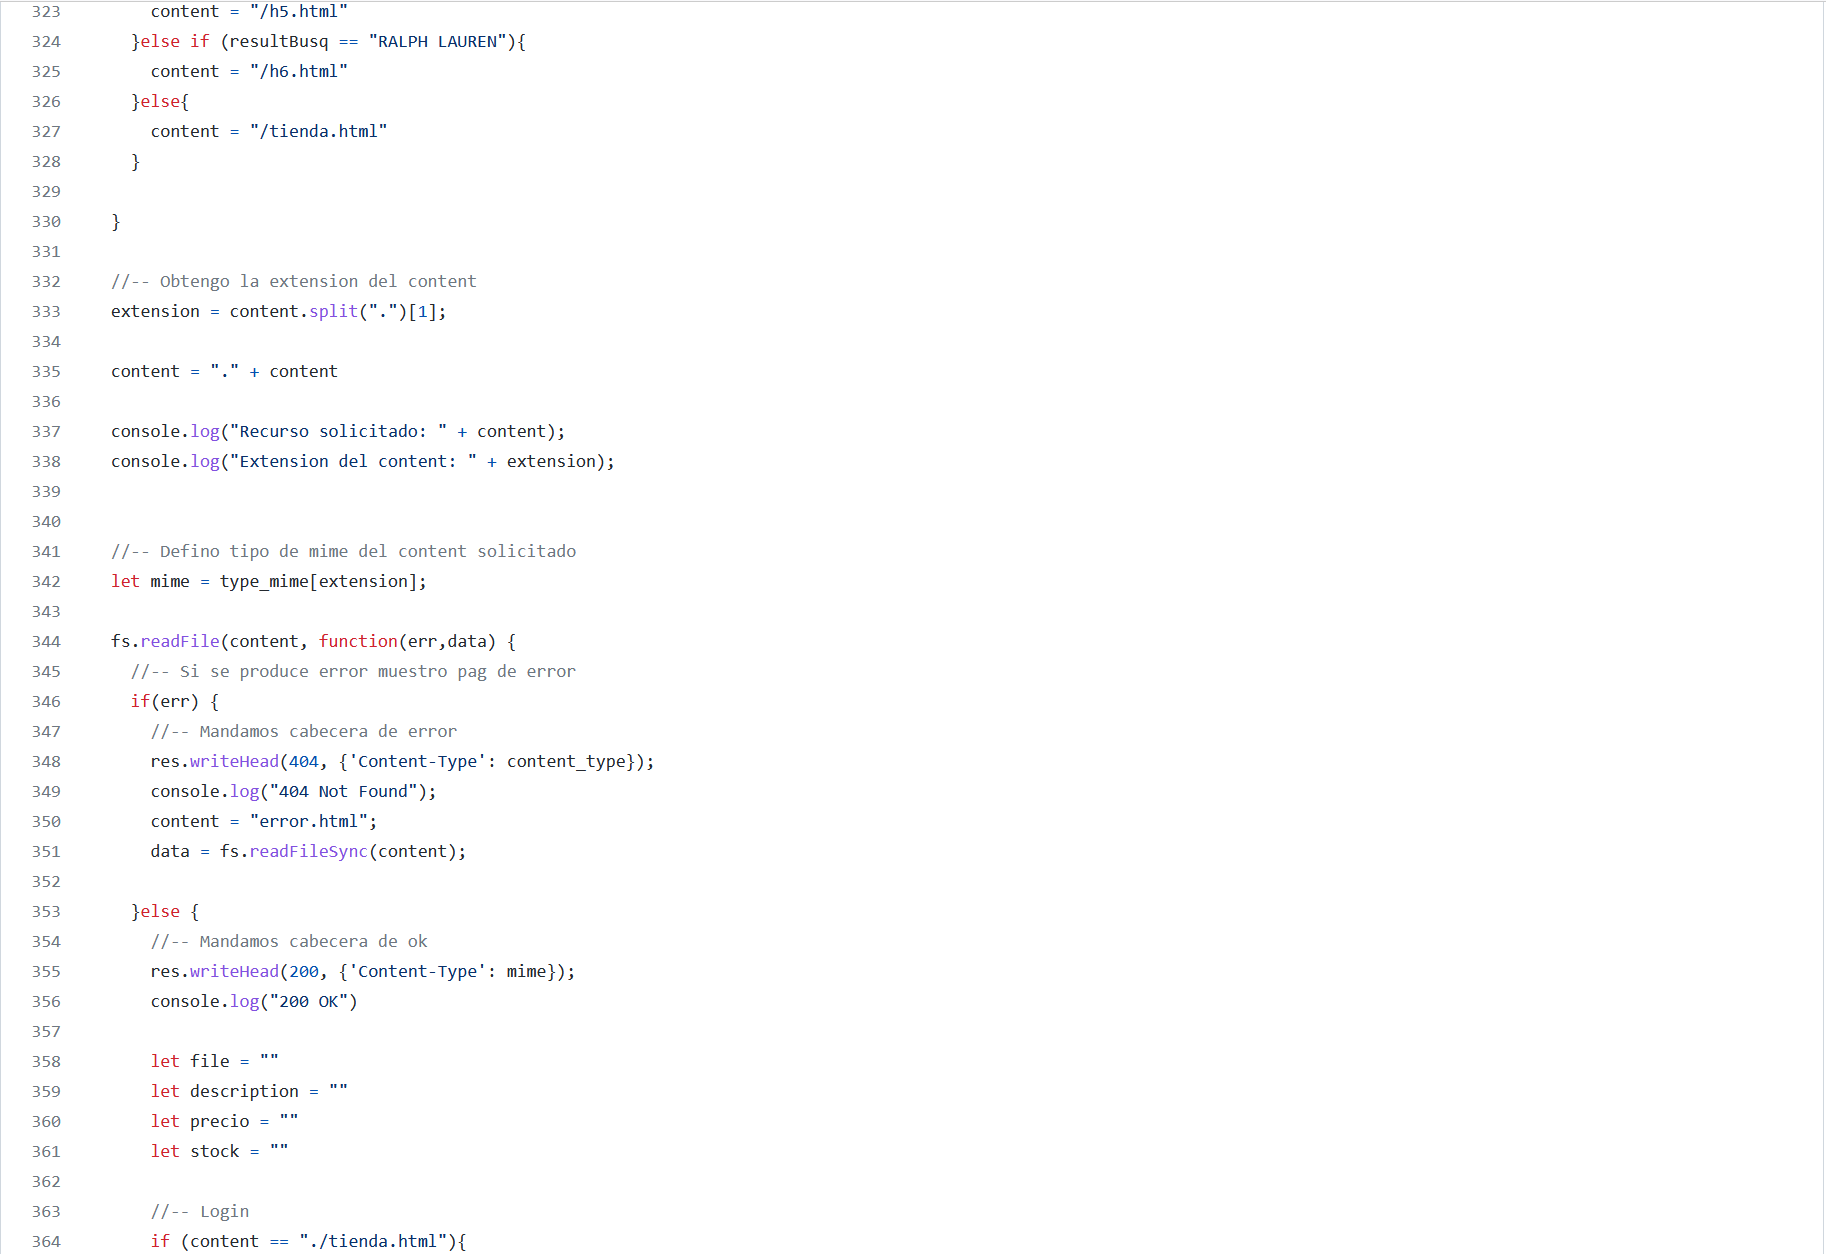 323 content = "/h5.html"
324 }else if (resultBusq == "RALPH LAUREN"){
325 content = "/h6.html"
326 }else{
327 content = "/tienda.html"
328 }
329
330 }
331
332 //-- Obtengo la extension del content
333 extension = content.split(".")[1];
334
335 content = "." + content
336
337 console.log("Recurso solicitado: " + content);
338 console.log("Extension del content: " + extension);
339
340
341 //-- Defino tipo de mime del content solicitado
342 let mime = type_mime[extension];
343
344 fs.readFile(content, function(err,data) {
345 //-- Si se produce error muestro pag de error
346 if(err) {
347 //-- Mandamos cabecera de error
348 res.writeHead(404, {'Content-Type': content_type});
349 console.log("404 Not Found");
350 content = "error.html";
351 data = fs.readFileSync(content);
352
353 }else {
354 //-- Mandamos cabecera de ok
355 res.writeHead(200, {'Content-Type': mime});
356 console.log("200 OK")
357
358 let file = ""
359 let description = ""
360 let precio = ""
361 let stock = ""
362
363 //-- Login
364 if (content == "./tienda.html"){